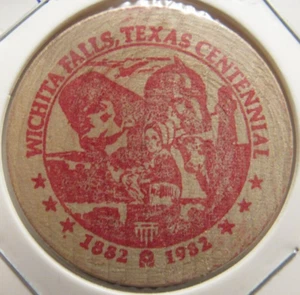 WICHITA FALLS, TEXAS CENTENNIAL
1882 1982